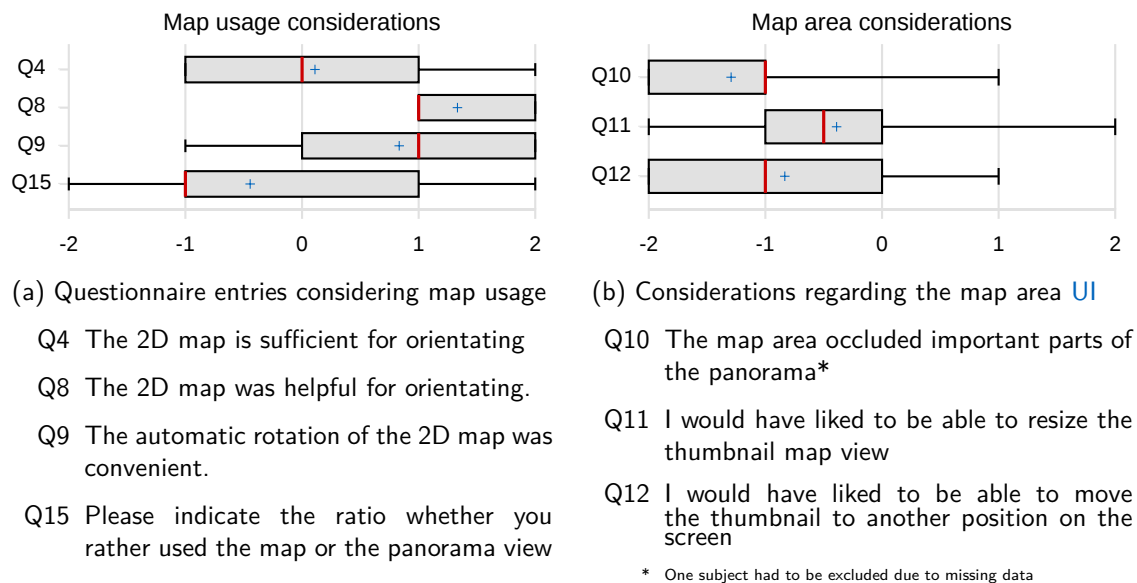 Map usage considerations
Q4
Q8
Q9
Q15
-2 -1 0 1 2
(a) Questionnaire entries considering map usage
Q4 The 2D map is sufficient for orientating
Q8 The 2D map was helpful for orientating.
Q9 The automatic rotation of the 2D map was
convenient.
Q15 Please indicate the ratio whether you
rather used the map or the panorama view
Map area considerations
Q10
Q11
Q12
-2 -1 0 1 2
(b) Considerations regarding the map area UI
Q10 The map area occluded important parts of
the panorama*
Q11 I would have liked to be able to resize the
thumbnail map view
Q12 I would have liked to be able to move
the thumbnail to another position on the
screen
* One subject had to be excluded due to missing data